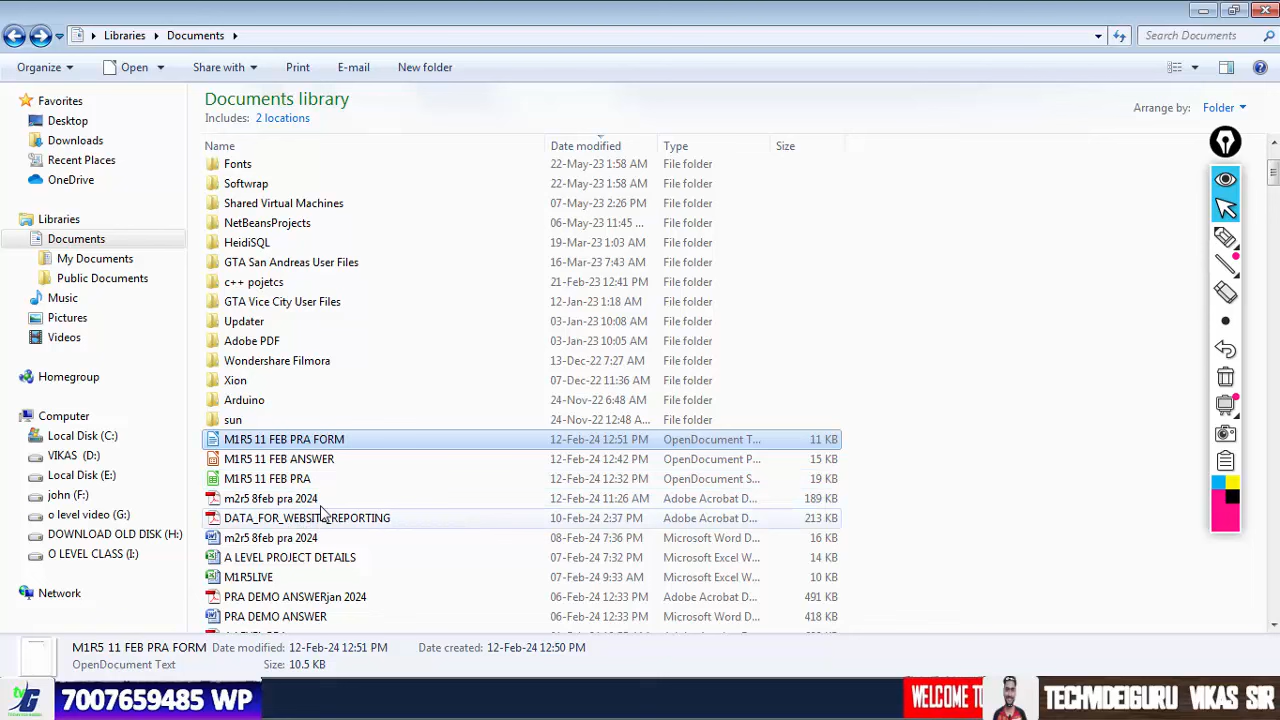 Libraries Documents
Search Documents
Organize Open Share with Print E-mail New folder
Documents library
Includes: 2 locations
Arrange by: Folder
Favorites
Desktop
Downloads
Recent Places
OneDrive
Libraries
Documents
My Documents
Public Documents
Music
Pictures
Videos
Homegroup
Computer
Local Disk (C:)
VIKAS (D:)
Local Disk (E:)
john (F:)
o level video (G:)
DOWNLOAD OLD DISK (H:)
O LEVEL CLASS (I:)
Network
Name Date modified Type Size
Fonts 22-May-23 1:58 AM File folder
Softwrap 22-May-23 1:58 AM File folder
Shared Virtual Machines 07-May-23 2:26 PM File folder
NetBeansProjects 06-May-23 11:45 ... File folder
HeidiSQL 19-Mar-23 1:03 AM File folder
GTA San Andreas User Files 16-Mar-23 7:43 AM File folder
c++ pojetcs 21-Feb-23 12:41 PM File folder
GTA Vice City User Files 12-Jan-23 1:18 AM File folder
Updater 03-Jan-23 10:08 AM File folder
Adobe PDF 03-Jan-23 10:05 AM File folder
Wondershare Filmora 13-Dec-22 7:27 AM File folder
Xion 07-Dec-22 11:36 AM File folder
Arduino 24-Nov-22 6:48 AM File folder
sun 24-Nov-22 12:48 A... File folder
M1R5 11 FEB PRA FORM 12-Feb-24 12:51 PM OpenDocument T... 11 KB
M1R5 11 FEB ANSWER 12-Feb-24 12:42 PM OpenDocument P... 15 KB
M1R5 11 FEB PRA 12-Feb-24 12:32 PM OpenDocument S... 19 KB
m2r5 8feb pra 2024 12-Feb-24 11:26 AM Adobe Acrobat D... 189 KB
DATA_FOR_WEBSITE_REPORTING 10-Feb-24 2:37 PM Adobe Acrobat D... 213 KB
m2r5 8feb pra 2024 08-Feb-24 7:36 PM Microsoft Word D... 16 KB
A LEVEL PROJECT DETAILS 07-Feb-24 7:32 PM Microsoft Excel W... 14 KB
M1R5LIVE 07-Feb-24 9:33 AM Microsoft Excel W... 10 KB
PRA DEMO ANSWERjan 2024 06-Feb-24 12:33 PM Adobe Acrobat D... 491 KB
PRA DEMO ANSWER 06-Feb-24 12:33 PM Microsoft Word D... 418 KB
M1R5 11 FEB PRA FORM Date modified: 12-Feb-24 12:51 PM Date created: 12-Feb-24 12:50 PM
OpenDocument Text Size: 10.5 KB
7007659485 WP
WELCOME TO
TECHMDEIGURU VIKAS SIR